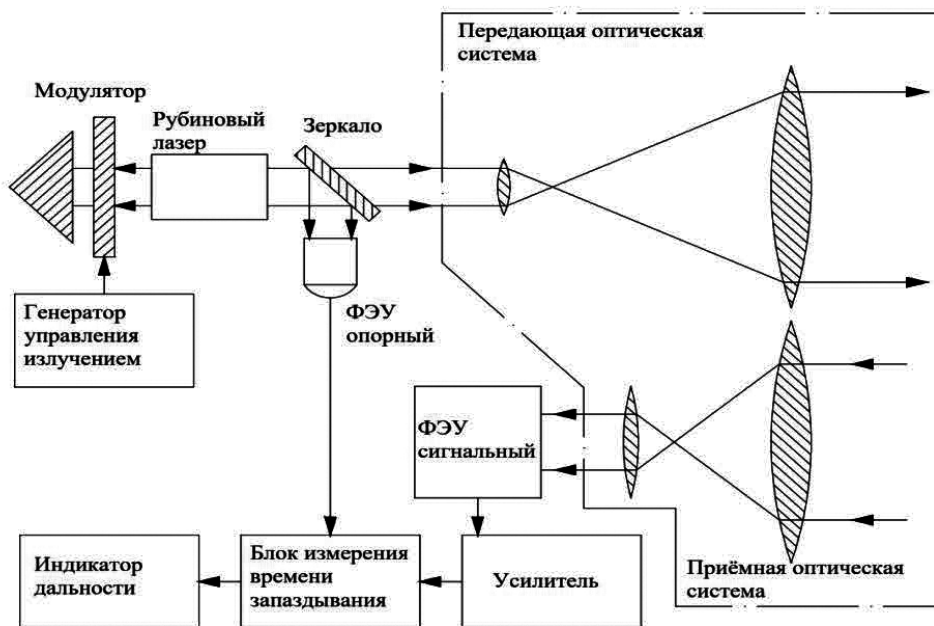 Передающая оптическая
система
Модулятор
Рубиновый
лазер
Зеркало
Генератор
управления
излучением
ФЭУ
опорный
ФЭУ
сигнальный
Индикатор
дальности
Блок измерения
времени
запаздывания
Усилитель
Приёмная оптическая
система